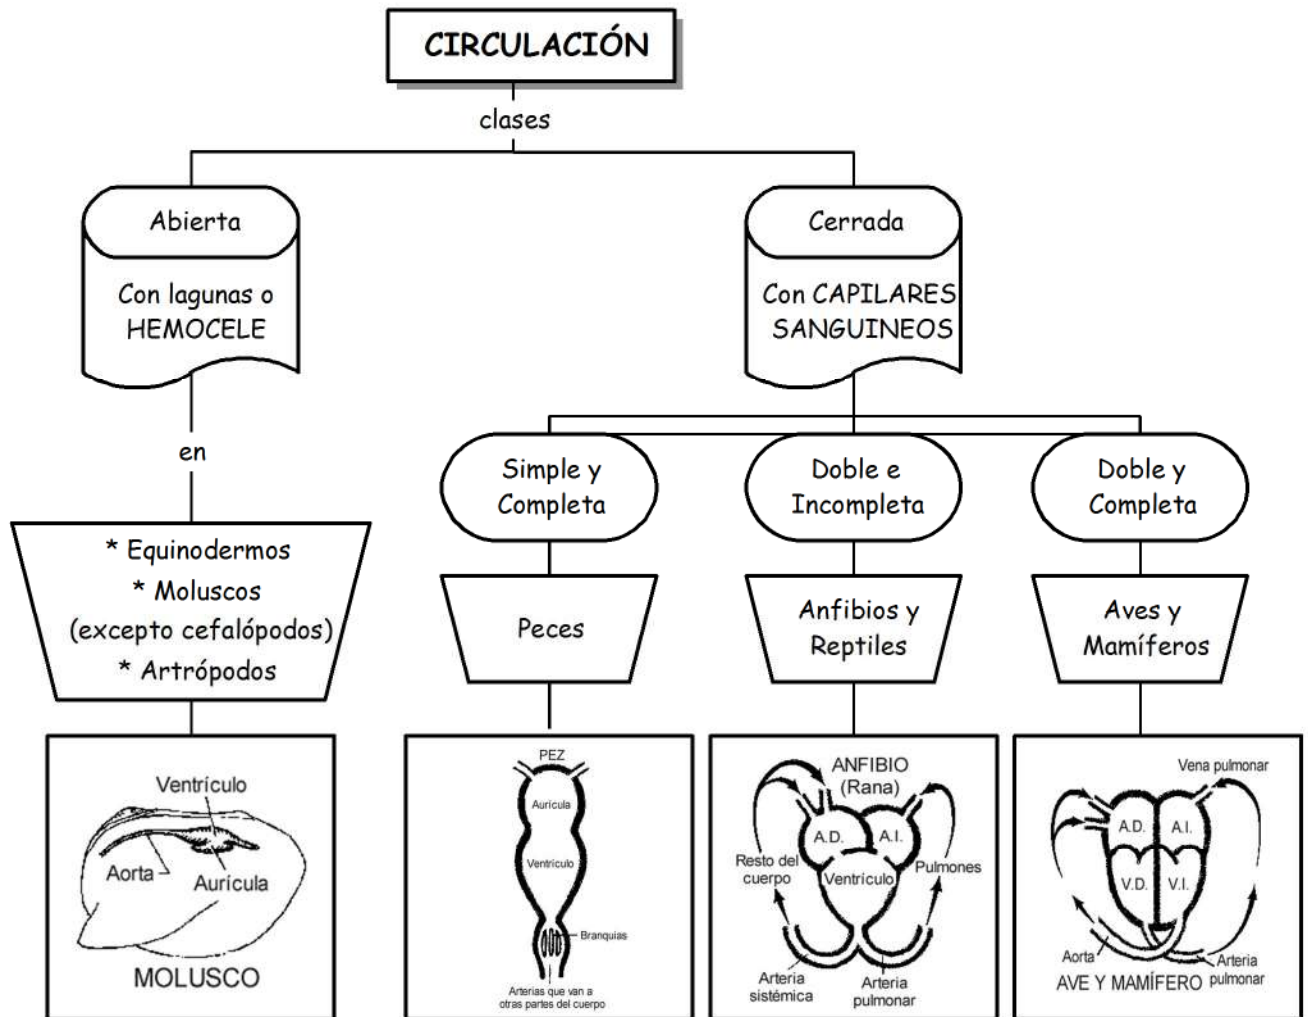 CIRCULACIÓN
clases
Abierta
Con lagunas o
HEMOCELE
en
* Equinodermos
* Moluscos
(excepto cefalópodos)
* Artrópodos
Ventrículo
Aorta
Aurícula
MOLUSCO
Cerrada
Con CAPILARES
SANGUINEOS
Simple y
Completa
Peces
PEZ
Aurícula
Ventrículo
Branquias
Arterias que van a
otras partes del cuerpo
Doble e
Incompleta
Anfibios y
Reptiles
ANFIBIO
(Rana)
A.D.
A.I.
Resto del
cuerpo
Ventrículo
Pulmones
Arteria
sistémica
Arteria
pulmonar
Doble y
Completa
Aves y
Mamíferos
Vena pulmonar
A.D.
A.I.
V.D.
V.I.
Aorta
Arteria
pulmonar
AVE Y MAMÍFERO